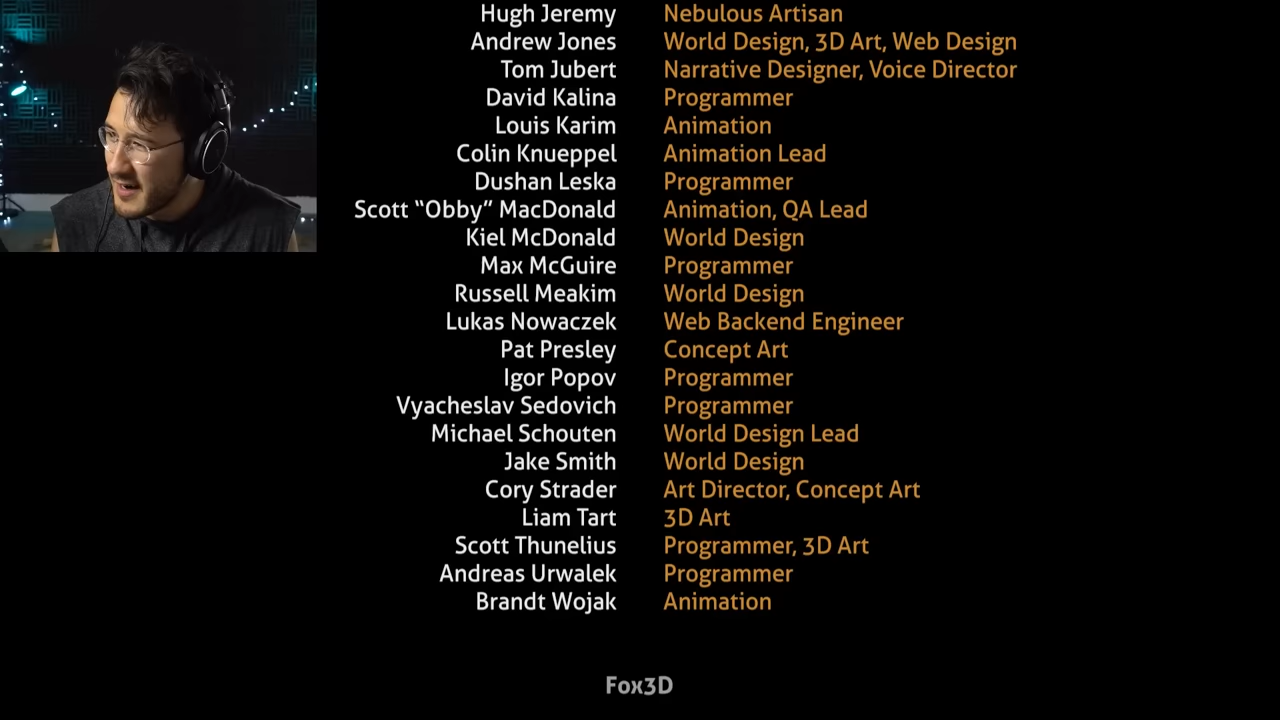 Hugh Jeremy Nebulous Artisan
Andrew Jones World Design, 3D Art, Web Design
Tom Jubert Narrative Designer, Voice Director
David Kalina Programmer
Louis Karim Animation
Colin Knueppel Animation Lead
Dushan Leska Programmer
Scott “Obby” MacDonald Animation, QA Lead
Kiel McDonald World Design
Max McGuire Programmer
Russell Meakim World Design
Lukas Nowaczek Web Backend Engineer
Pat Presley Concept Art
Igor Popov Programmer
Vyacheslav Sedovich Programmer
Michael Schouten World Design Lead
Jake Smith World Design
Cory Strader Art Director, Concept Art
Liam Tart 3D Art
Scott Thunelius Programmer, 3D Art
Andreas Urwalek Programmer
Brandt Wojak Animation
Fox3D